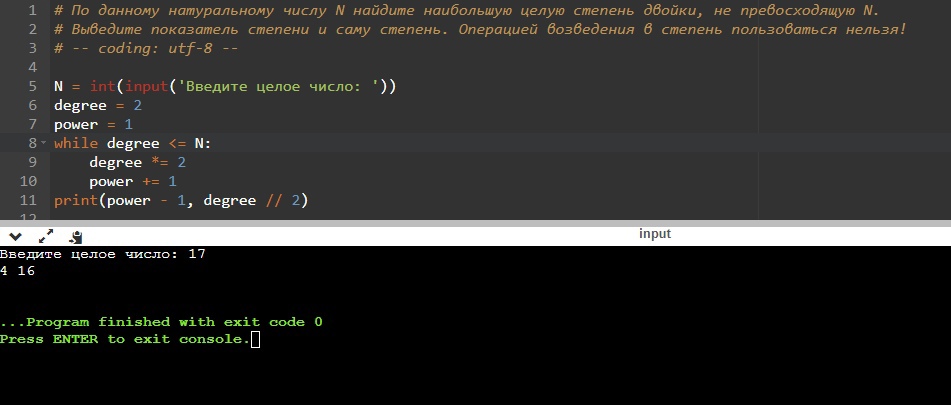 1 # По данному натуральному числу N найдите наибольшую целую степень двойки, не превосходящую N.
2 # Выведите показатель степени и саму степень. Операцией возведения в степень пользоваться нельзя!
3 # -- coding: utf-8 --
4
5 N = int(input('Введите целое число: '))
6 degree = 2
7 power = 1
8 while degree <= N:
9     degree *= 2
10     power += 1
11 print(power - 1, degree // 2)
12
input
Введите целое число: 17
4 16
...Program finished with exit code 0
Press ENTER to exit console.